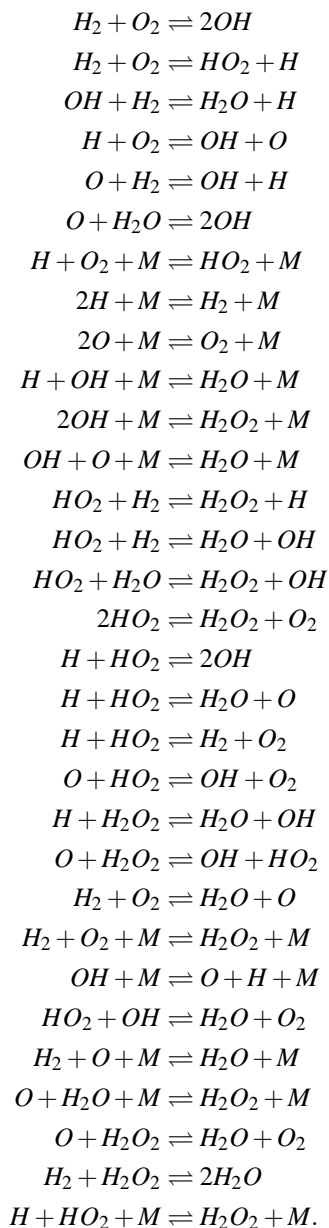 H₂ + O₂ ⇌ 2OH
H₂ + O₂ ⇌ HO₂ + H
OH + H₂ ⇌ H₂O + H
H + O₂ ⇌ OH + O
O + H₂ ⇌ OH + H
O + H₂O ⇌ 2OH
H + O₂ + M ⇌ HO₂ + M
2H + M ⇌ H₂ + M
2O + M ⇌ O₂ + M
H + OH + M ⇌ H₂O + M
2OH + M ⇌ H₂O₂ + M
OH + O + M ⇌ H₂O + M
HO₂ + H₂ ⇌ H₂O₂ + H
HO₂ + H₂ ⇌ H₂O + OH
HO₂ + H₂O ⇌ H₂O₂ + OH
2HO₂ ⇌ H₂O₂ + O₂
H + HO₂ ⇌ 2OH
H + HO₂ ⇌ H₂O + O
H + HO₂ ⇌ H₂ + O₂
O + HO₂ ⇌ OH + O₂
H + H₂O₂ ⇌ H₂O + OH
O + H₂O₂ ⇌ OH + HO₂
H₂ + O₂ ⇌ H₂O + O
H₂ + O₂ + M ⇌ H₂O₂ + M
OH + M ⇌ O + H + M
HO₂ + OH ⇌ H₂O + O₂
H₂ + O + M ⇌ H₂O + M
O + H₂O + M ⇌ H₂O₂ + M
O + H₂O₂ ⇌ H₂O + O₂
H₂ + H₂O₂ ⇌ 2H₂O
H + HO₂ + M ⇌ H₂O₂ + M.